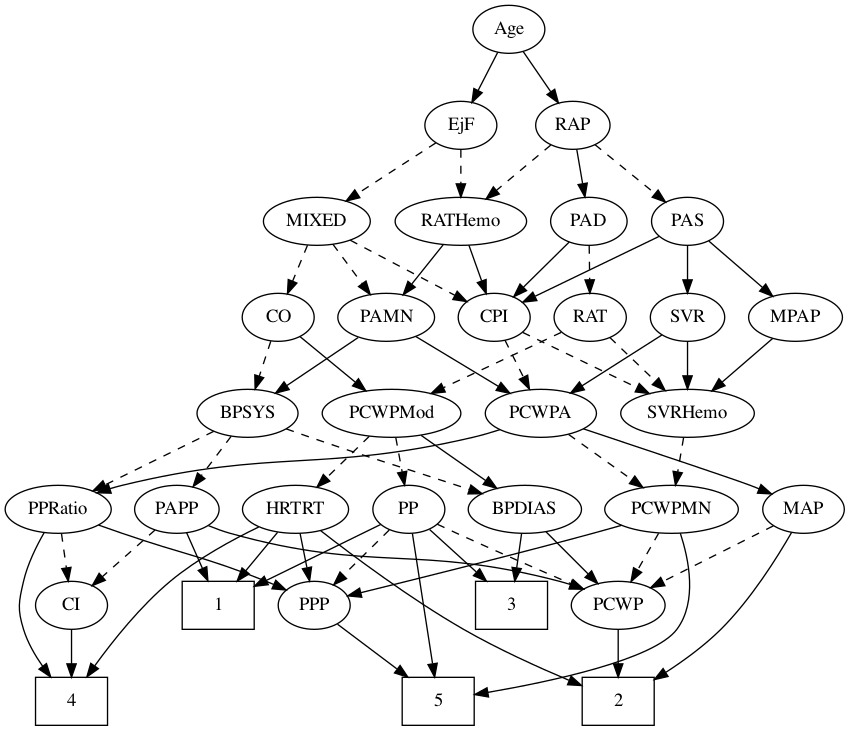 Age
EjF
RAP
MIXED
RATHemo
PAD
PAS
CO
PAMN
CPI
RAT
SVR
MPAP
BPSYS
PCWPMod
PCWPA
SVRHemo
PPRatio
PAPP
HRTRT
PP
BPDIAS
PCWPMN
MAP
CI
1
PPP
3
PCWP
4
5
2